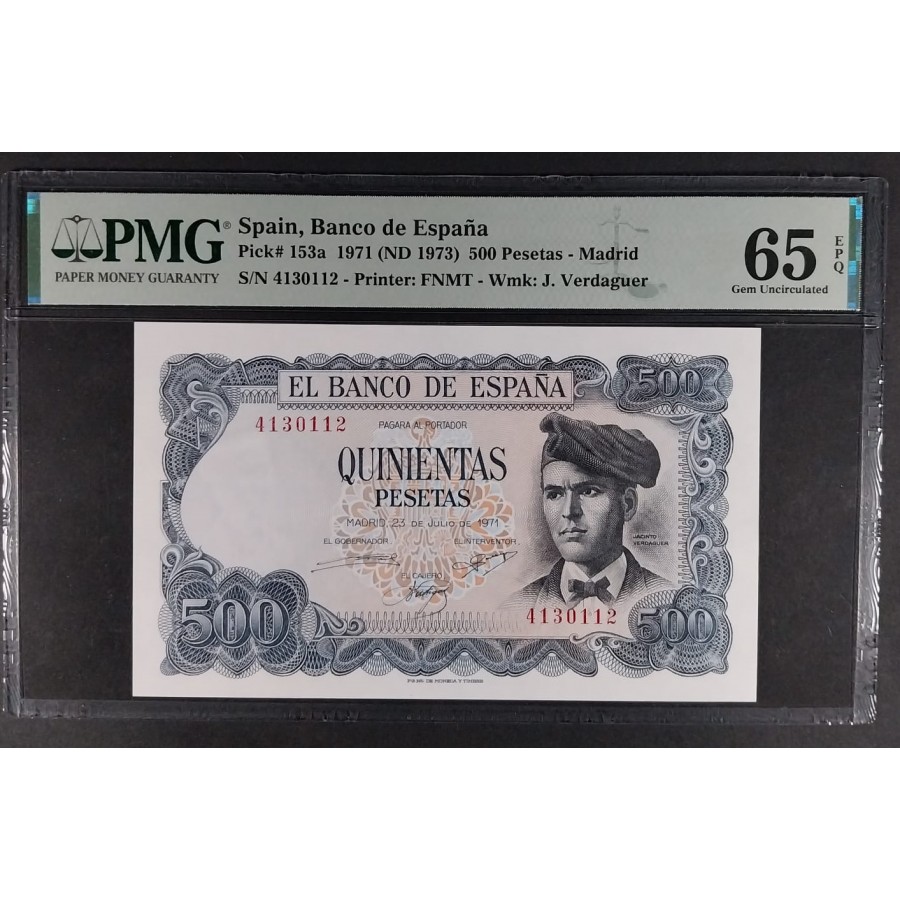 PMG®
PAPER MONEY GUARANTY
Spain, Banco de España
Pick# 153a 1971 (ND 1973) 500 Pesetas - Madrid
S/N 4130112 - Printer: FNMT - Wmk: J. Verdaguer
65 EPQ
Gem Uncirculated
EL BANCO DE ESPAÑA
500
4130112
PAGARA AL PORTADOR
QUINIENTAS
PESETAS
MADRID, 23 DE JULIO DE 1971
JACINTO
VERDAGUER
EL GOBERNADOR
EL INTERVENTOR
EL CAJERO
4130112
500
500